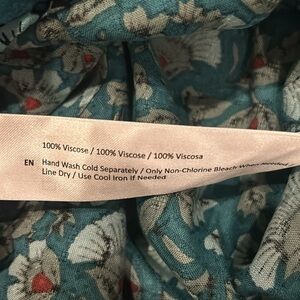 100% Viscose / 100% Viscose / 100% Viscosa
EN Hand Wash Cold Separately / Only Non-Chlorine Bleach When Needed
Line Dry / Use Cool Iron If Needed